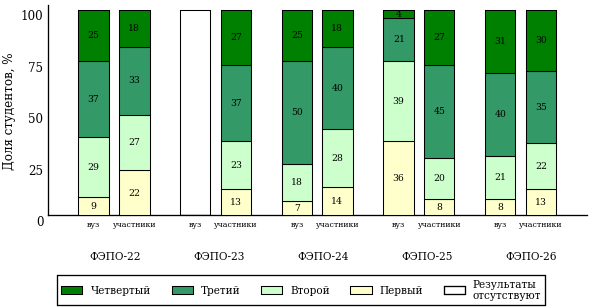 Доля студентов, %
100
75
50
25
0
25 18 27 25 18 4 27 31 30
37 33 37 50 40 21 45 40 35
29 27 23 18 28 39 20 21 22
9 22 13 7 14 36 8 8 13
вуз участники вуз участники вуз участники вуз участники вуз участники
ФЭПО-22 ФЭПО-23 ФЭПО-24 ФЭПО-25 ФЭПО-26
Четвертый Третий Второй Первый Результаты
отсутствуют